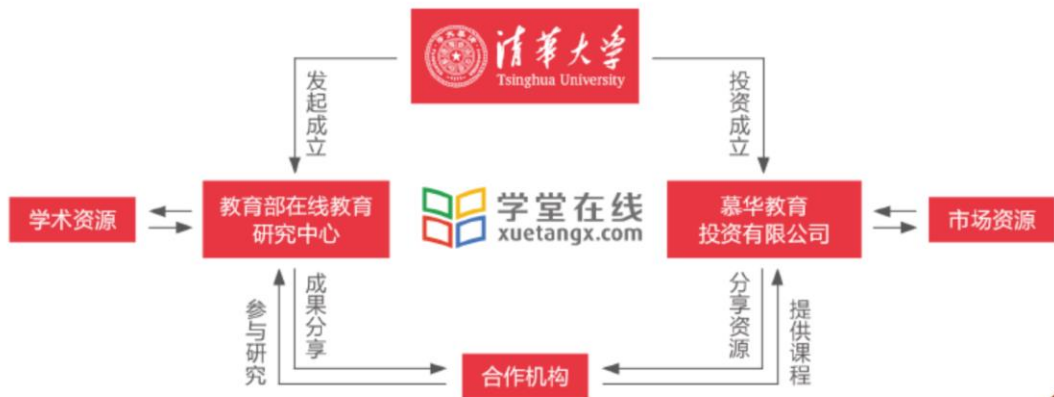 清华大学
Tsinghua University
发起成立
投资成立
学术资源
教育部在线教育
研究中心
学堂在线
xuetangx.com
慕华教育
投资有限公司
市场资源
参与研究
成果分享
分享资源
提供课程
合作机构